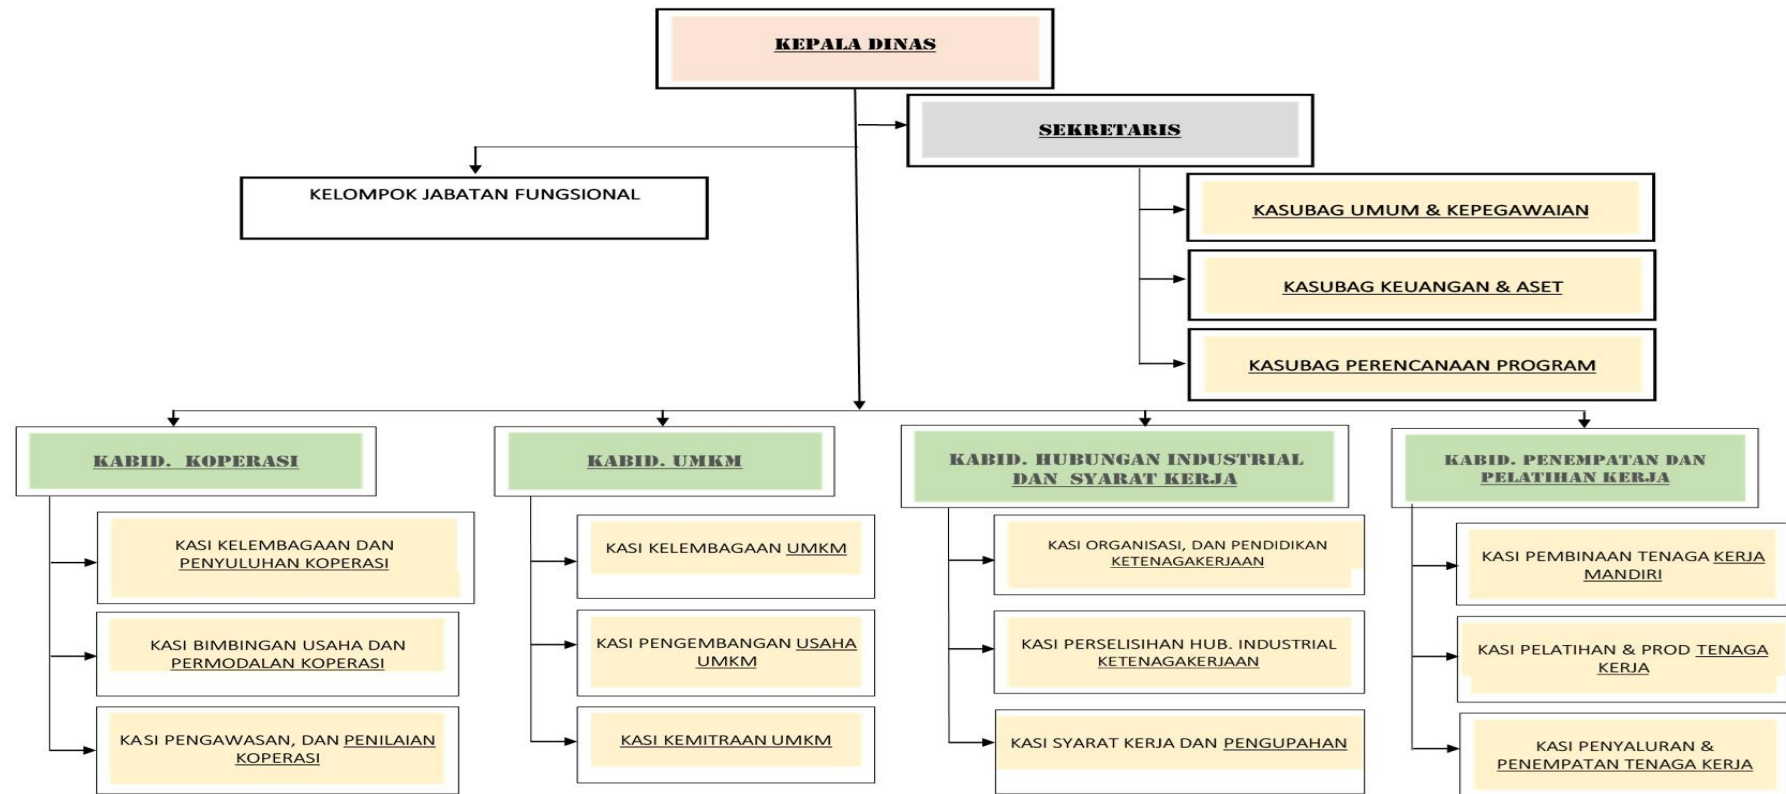 KEPALA DINAS
SEKRETARIS
KELOMPOK JABATAN FUNGSIONAL
KASUBAG UMUM & KEPEGAWAIAN
KASUBAG KEUANGAN & ASET
KASUBAG PERENCANAAN PROGRAM
KABID. KOPERASI
KASI KELEMBAGAAN DAN
PENYULUHAN KOPERASI
KASI BIMBINGAN USAHA DAN
PERMODALAN KOPERASI
KASI PENGAWASAN, DAN PENILAIAN
KOPERASI
KABID. UMKM
KASI KELEMBAGAAN UMKM
KASI PENGEMBANGAN USAHA
UMKM
KASI KEMITRAAN UMKM
KABID. HUBUNGAN INDUSTRIAL
DAN SYARAT KERJA
KASI ORGANISASI, DAN PENDIDIKAN
KETENAGAKERJAAN
KASI PERSELISIHAN HUB. INDUSTRIAL
KETENAGAKERJAAN
KASI SYARAT KERJA DAN PENGUPAHAN
KABID. PENEMPATAN DAN
PELATIHAN KERJA
KASI PEMBINAAN TENAGA KERJA
MANDIRI
KASI PELATIHAN & PROD TENAGA
KERJA
KASI PENYALURAN &
PENEMPATAN TENAGA KERJA